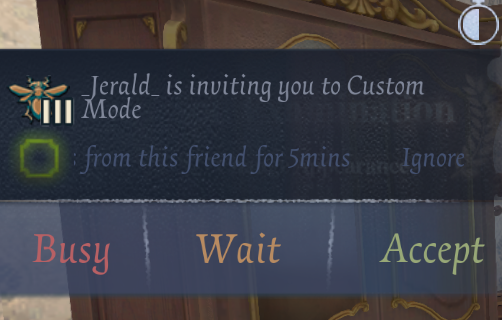 _Jerald_ is inviting you to Custom
Mode
from this friend for 5mins Ignore
Busy Wait Accept